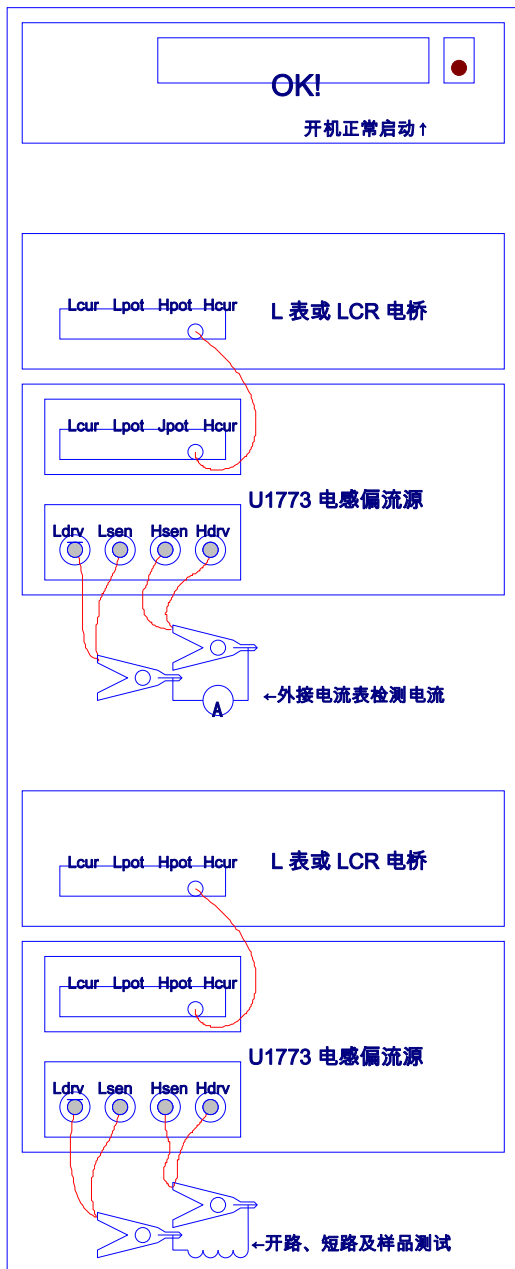 OK!
开机正常启动↑
Lcur Lpot Hpot Hcur
L 表或 LCR 电桥
Lcur Lpot Jpot Hcur
U1773 电感偏流源
Ldrv Lsen Hsen Hdrv
A
←外接电流表检测电流
Lcur Lpot Hpot Hcur
L 表或 LCR 电桥
Lcur Lpot Hpot Hcur
U1773 电感偏流源
Ldrv Lsen Hsen Hdrv
←开路、短路及样品测试